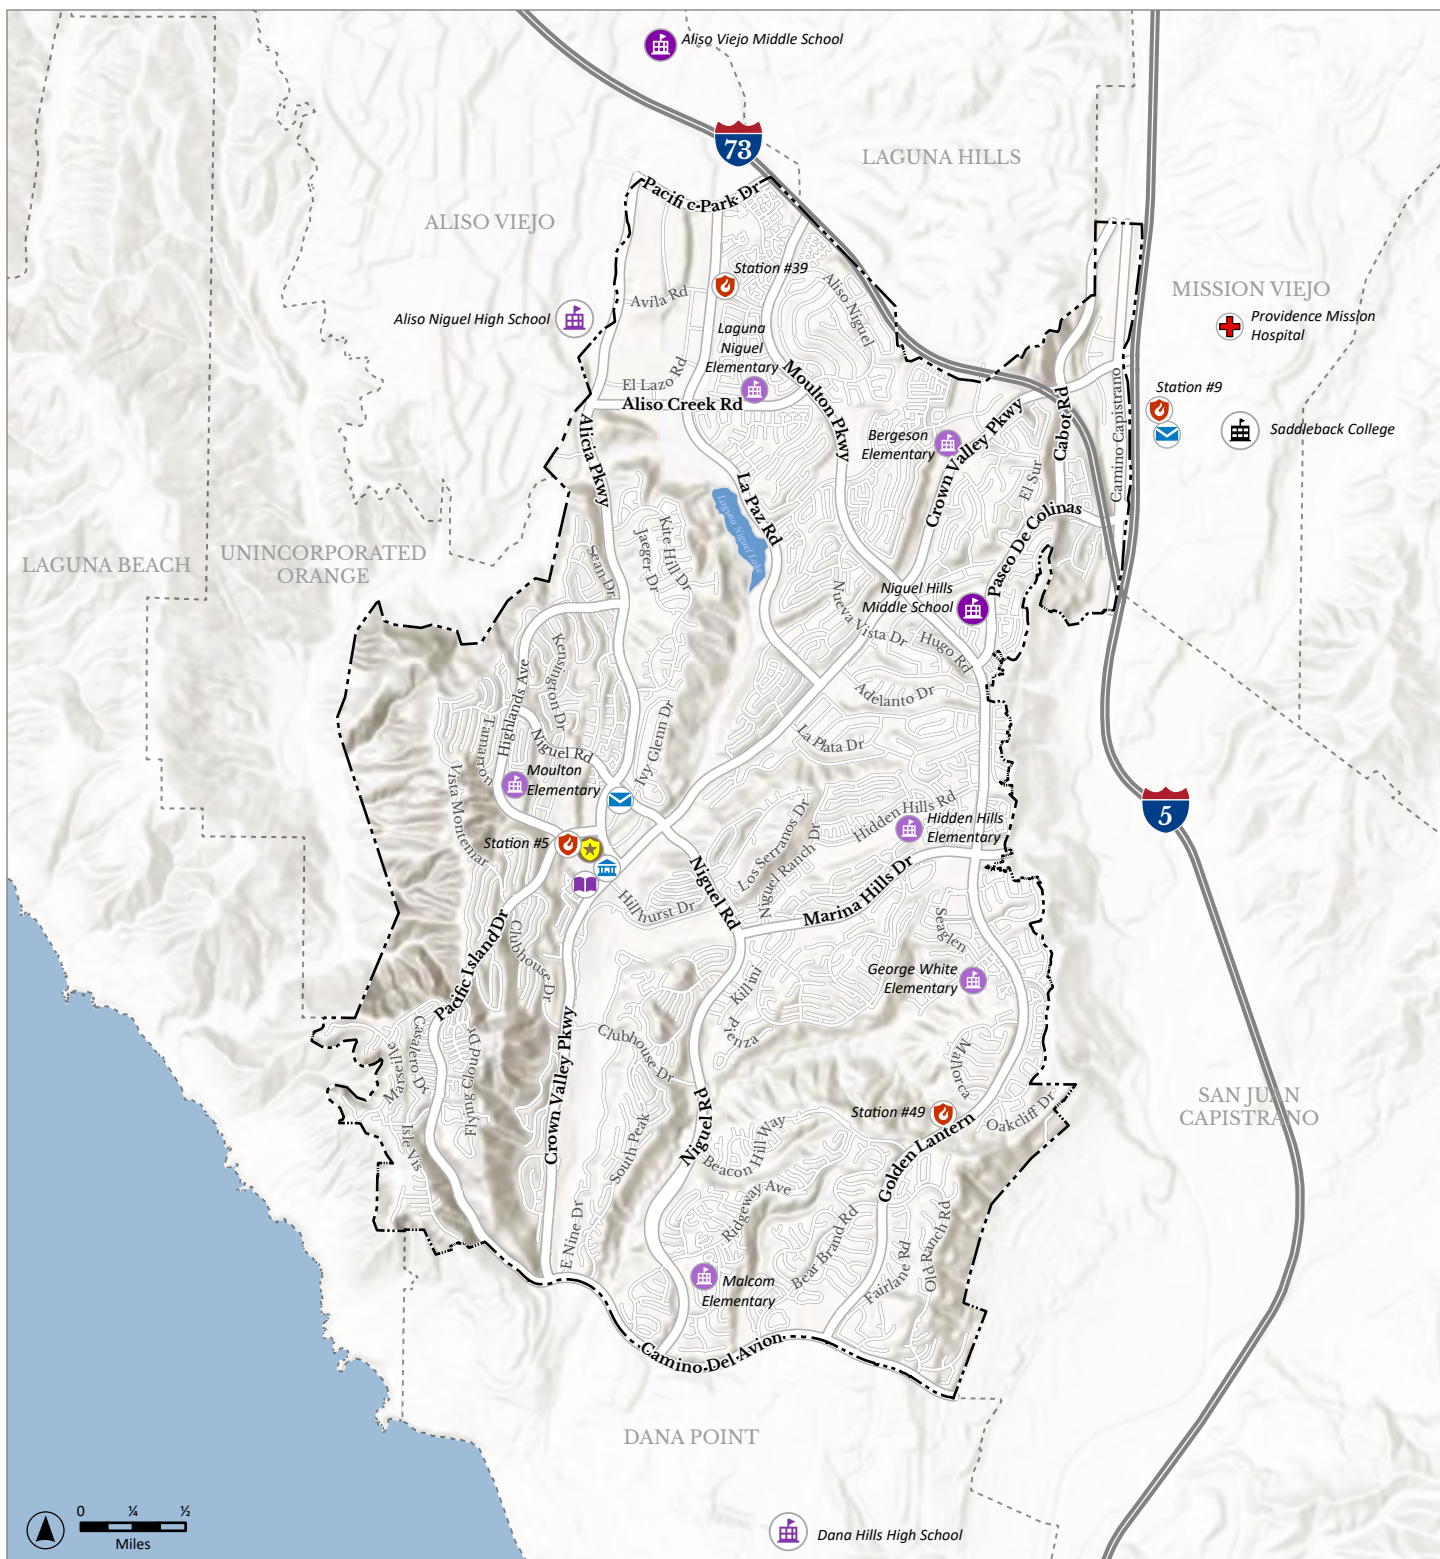 Aliso Viejo Middle School
73
LAGUNA HILLS
Pacific Park Dr
ALISO VIEJO
Station #39
Avila Rd
Aliso Niguel
MISSION VIEJO
Providence Mission
Hospital
Aliso Niguel High School
Laguna
Niguel
Elementary
El Lazo Rd
Aliso Creek Rd
Moulton Pkwy
Station #9
Saddleback College
Bergeson
Elementary
Crown Valley Pkwy
Cabot Rd
Camino Capistrano
Alicia Pkwy
El Sur
La Paz Rd
Laguna Niguel Lake
Paseo De Colinas
Kite Hill Dr
Jaeger Dr
Sean Dr
LAGUNA BEACH
UNINCORPORATED
ORANGE
Niguel Hills
Middle School
Nueva Vista Dr
Hugo Rd
Kensington Dr
Highlands Ave
Adelanto Dr
Tamarron
Niguel Rd
Ivy Glenn Dr
La Plata Dr
Vista Montemar
Moulton
Elementary
5
Los Serranos Dr
Hidden Hills Rd
Hidden Hills
Elementary
Station #5
Niguel Ranch Dr
Niguel Rd
Marina Hills Dr
Hillhurst Dr
Pacific Island Dr
Clubhouse Dr
Seaglen
George White
Elementary
Killini
Pienza
Crown Valley Pkwy
Clubhouse Dr
Casalero Dr
Marseille
Flying Cloud Dr
Mallorca
Niguel Rd
Station #49
Oakcliff Dr
SAN JUAN
CAPISTRANO
Isle Vis
South Peak
Beacon Hill Way
Golden Lantern
Ridgeway Ave
E Nine Dr
Bear Brand Rd
Fairlane Rd
Old Ranch Rd
Malcom
Elementary
Camino Del Avion
DANA POINT
0 ¼ ½
Miles
Dana Hills High School